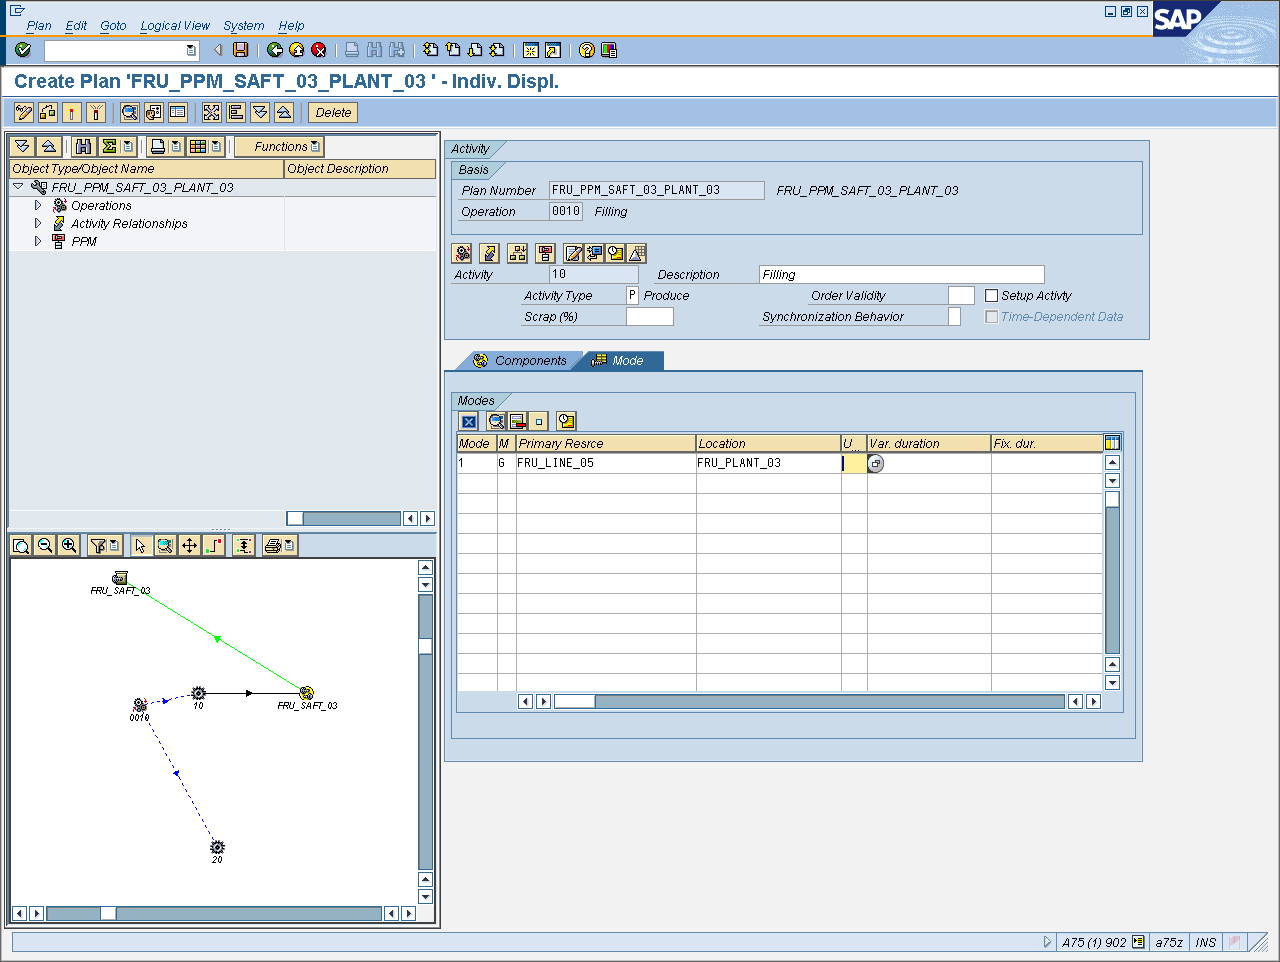 Plan Edit Goto Logical View System Help
SAP
Create Plan 'FRU_PPM_SAFT_03_PLANT_03 ' - Indiv. Displ.
Delete
Functions
Object Type/Object Name Object Description
FRU_PPM_SAFT_03_PLANT_03
Operations
Activity Relationships
PPM
Activity
Basis
Plan Number FRU_PPM_SAFT_03_PLANT_03 FRU_PPM_SAFT_03_PLANT_03
Operation 0010 Filling
Activity 10 Description Filling
Activity Type P Produce Order Validity Setup Activty
Scrap (%) Synchronization Behavior Time-Dependent Data
Components Mode
Modes
Mode M Primary Resrce Location U... Var. duration Fix. dur.
1 G FRU_LINE_05 FRU_PLANT_03
FRU_SAFT_03
10
FRU_SAFT_03
0010
20
A75 (1) 902 a75z INS